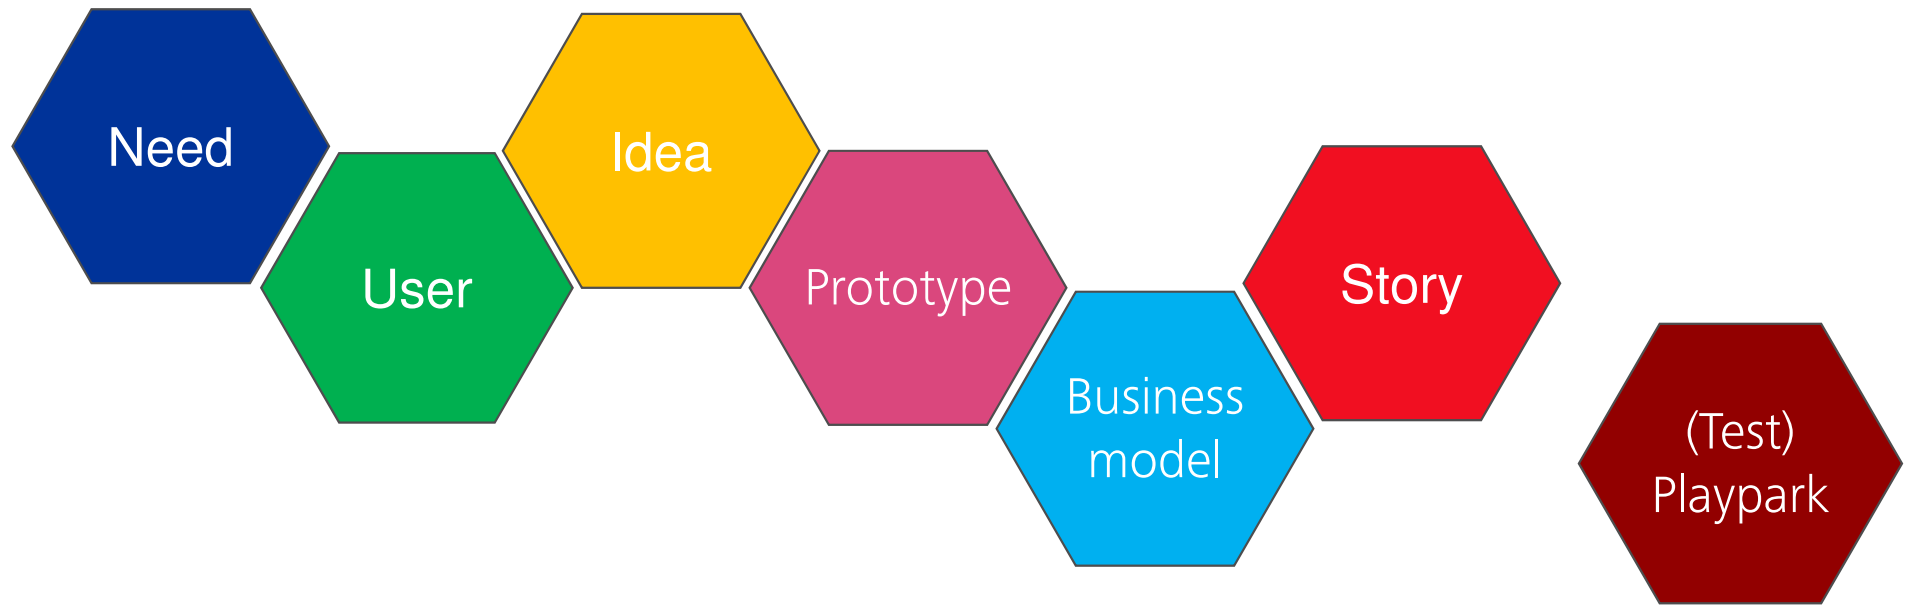 Need
User
Idea
Prototype
Business
model
Story
(Test)
Playpark